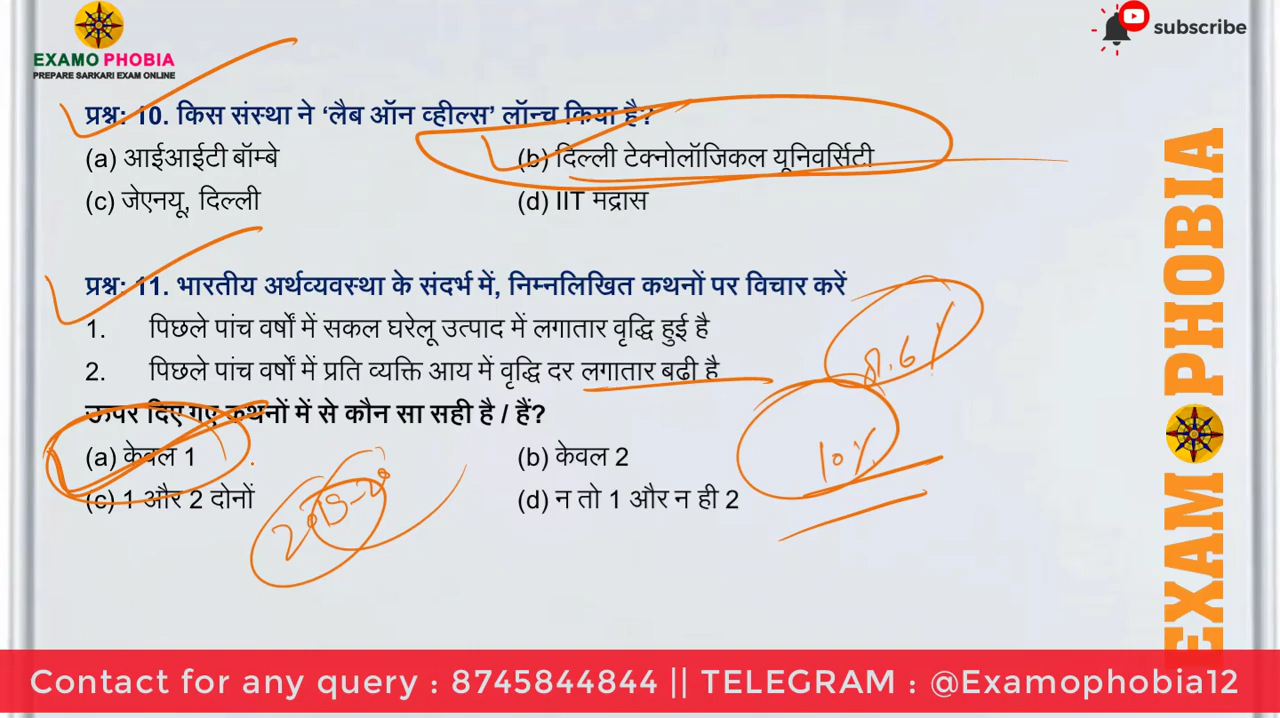 EXAMO PHOBIA
PREPARE SARKARI EXAM ONLINE
subscribe
प्रश्न: 10. किस संस्था ने ‘लैब ऑन व्हील्स’ लॉन्च किया है?
(a) आईआईटी बॉम्बे (b) दिल्ली टेक्नोलॉजिकल यूनिवर्सिटी
(c) जेएनयू, दिल्ली (d) IIT मद्रास
प्रश्न: 11. भारतीय अर्थव्यवस्था के संदर्भ में, निम्नलिखित कथनों पर विचार करें
1. पिछले पांच वर्षों में सकल घरेलू उत्पाद में लगातार वृद्धि हुई है
2. पिछले पांच वर्षों में प्रति व्यक्ति आय में वृद्धि दर लगातार बढी है
ऊपर दिए गए कथनों में से कौन सा सही है / हैं?
(a) केवल 1 (b) केवल 2
(c) 1 और 2 दोनों (d) न तो 1 और न ही 2
10%
EXAM PHOBIA
Contact for any query : 8745844844 || TELEGRAM : @Examophobia12